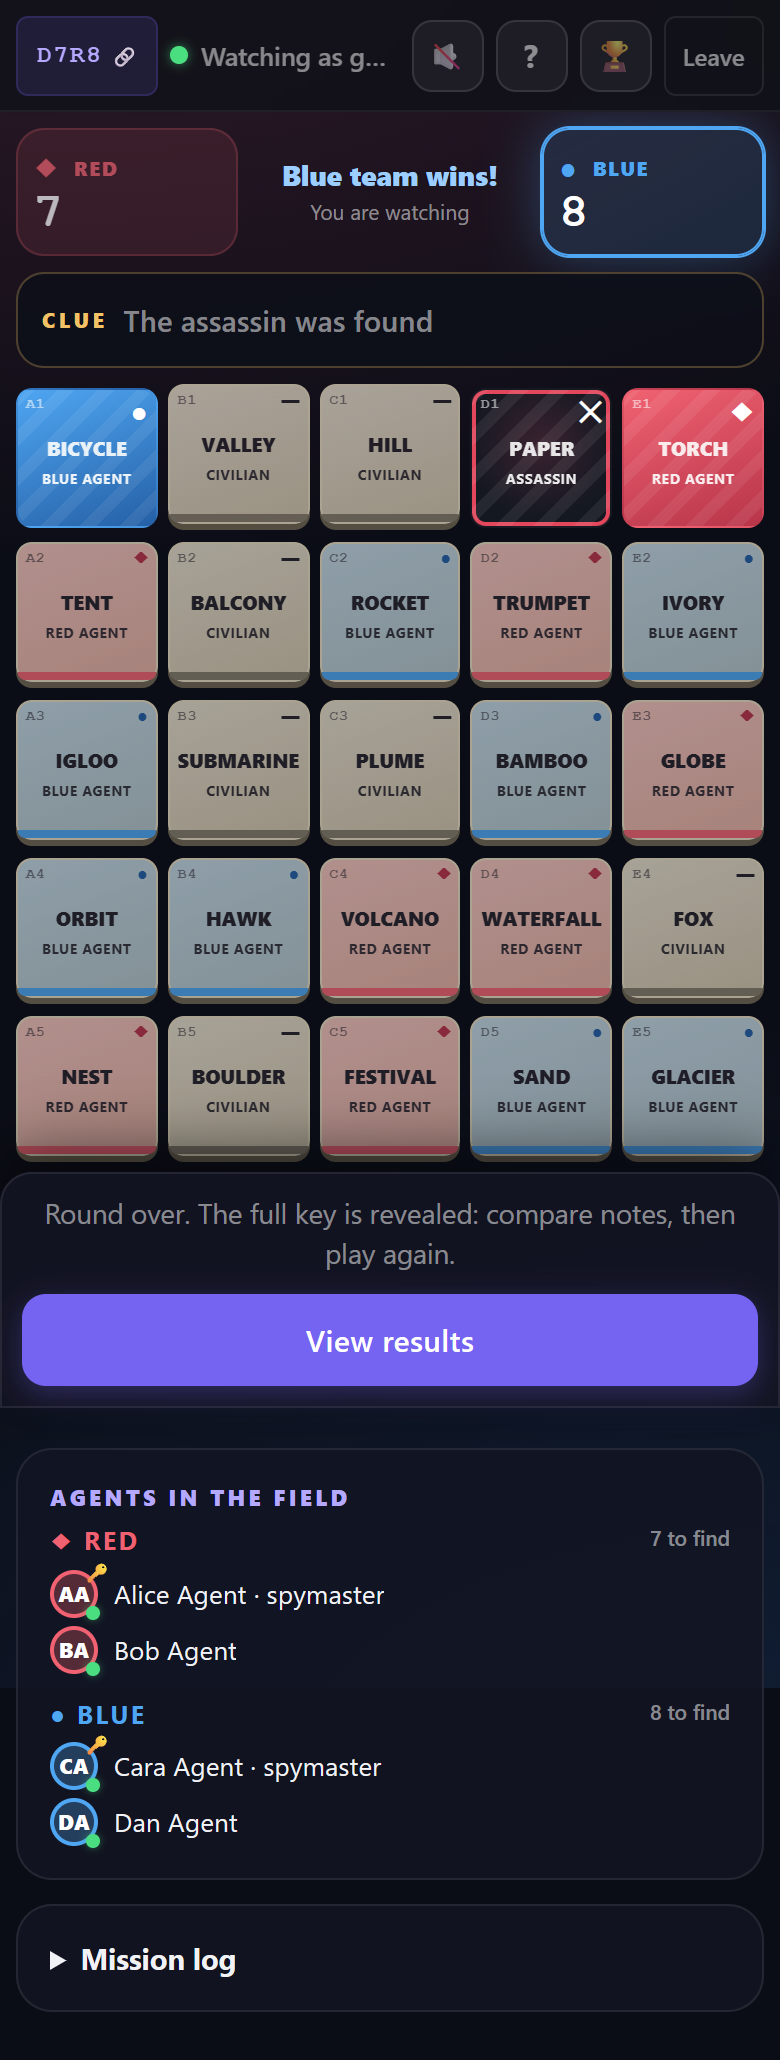 D7R8
Watching as g...
?
Leave
RED
7
Blue team wins!
You are watching
BLUE
8
CLUE The assassin was found
A1
BICYCLE
BLUE AGENT
B1
VALLEY
CIVILIAN
C1
HILL
CIVILIAN
D1
PAPER
ASSASSIN
E1
TORCH
RED AGENT
A2
TENT
RED AGENT
B2
BALCONY
CIVILIAN
C2
ROCKET
BLUE AGENT
D2
TRUMPET
RED AGENT
E2
IVORY
BLUE AGENT
A3
IGLOO
BLUE AGENT
B3
SUBMARINE
CIVILIAN
C3
PLUME
CIVILIAN
D3
BAMBOO
BLUE AGENT
E3
GLOBE
RED AGENT
A4
ORBIT
BLUE AGENT
B4
HAWK
BLUE AGENT
C4
VOLCANO
RED AGENT
D4
WATERFALL
RED AGENT
E4
FOX
CIVILIAN
A5
NEST
RED AGENT
B5
BOULDER
CIVILIAN
C5
FESTIVAL
RED AGENT
D5
SAND
BLUE AGENT
E5
GLACIER
BLUE AGENT
Round over. The full key is revealed: compare notes, then
play again.
View results
AGENTS IN THE FIELD
RED 7 to find
AA Alice Agent · spymaster
BA Bob Agent
BLUE 8 to find
CA Cara Agent · spymaster
DA Dan Agent
Mission log